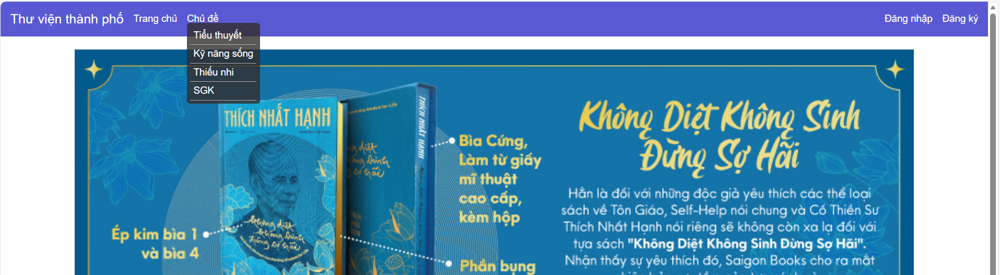 Thư viện thành phố Trang chủ Chủ đề Đăng nhập Đăng ký
Tiểu thuyết
Kỹ năng sống
Thiếu nhi
SGK
THÍCH NHẤT HẠNH
THÍCH NHẤT HẠNH
Không Diệt Không Sinh
Đừng Sợ Hãi
Bìa Cứng,
Làm từ giấy
mĩ thuật
cao cấp,
kèm hộp
Hẳn là đối với những độc giả yêu thích các thể loại
sách về Tôn Giáo, Self-Help nói chung và Cố Thiền Sư
Thích Nhất Hạnh nói riêng sẽ không còn xa lạ đối với
tựa sách "Không Diệt Không Sinh Đừng Sợ Hãi".
Nhận thấy sự yêu thích đó, Saigon Books cho ra mắt
Ép kim bìa 1
và bìa 4
không diệt
không sinh
đừng sợ hãi
Phần bụng